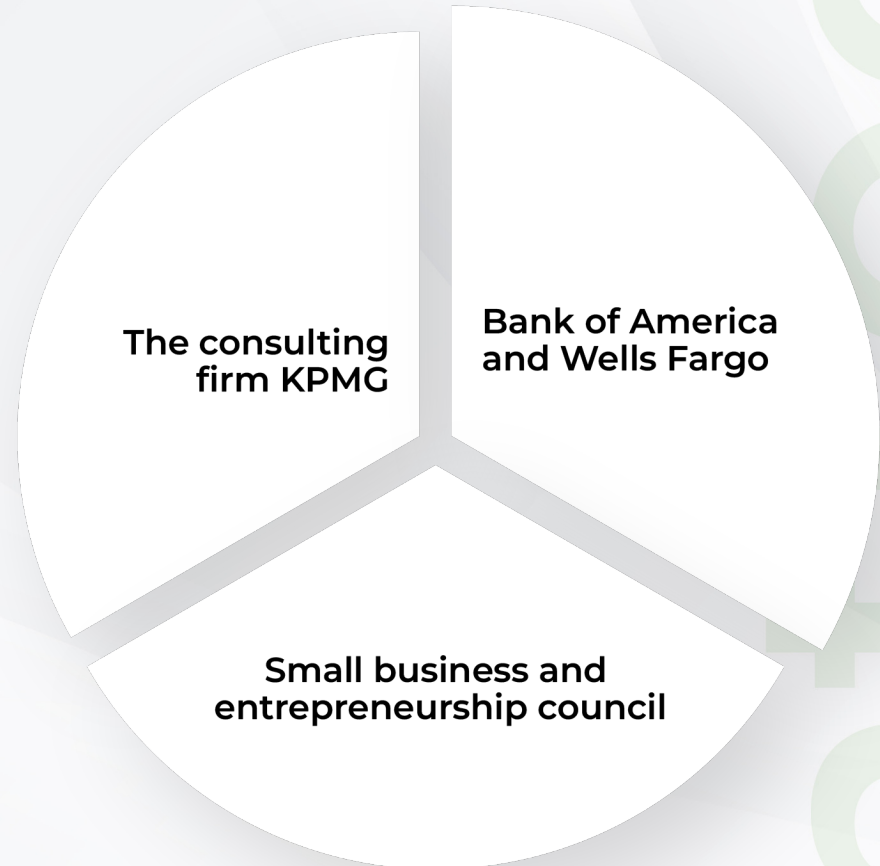 The consulting
firm KPMG
Bank of America
and Wells Fargo
Small business and
entrepreneurship council